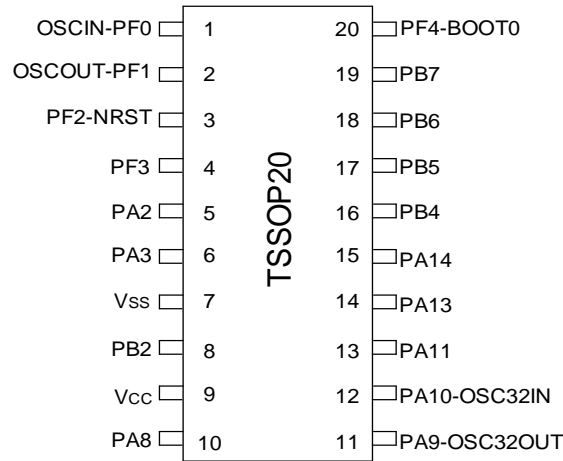 OSCIN-PF0 1 20 PF4-BOOT0
OSCOUT-PF1 2 19 PB7
PF2-NRST 3 18 PB6
PF3 4 17 PB5
PA2 5 16 PB4
PA3 6 15 PA14
Vss 7 14 PA13
PB2 8 13 PA11
Vcc 9 12 PA10-OSC32IN
PA8 10 11 PA9-OSC32OUT
TSSOP20